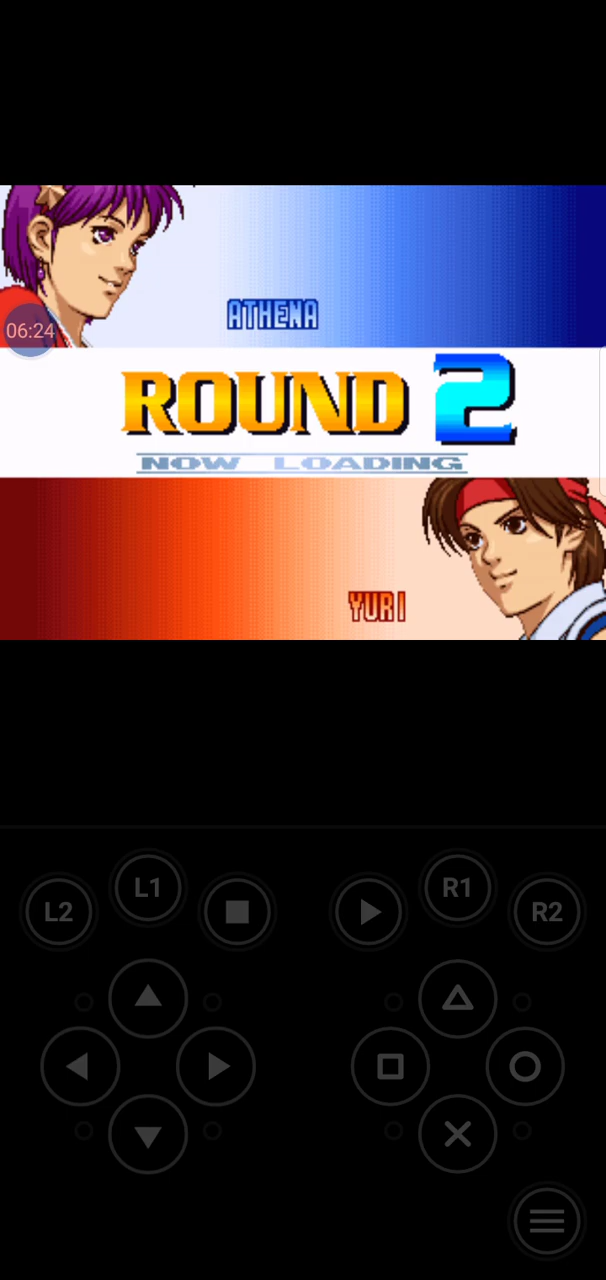 ATHENA
06:24
ROUND 2
NOW LOADING
YURI
L2 L1 R1 R2